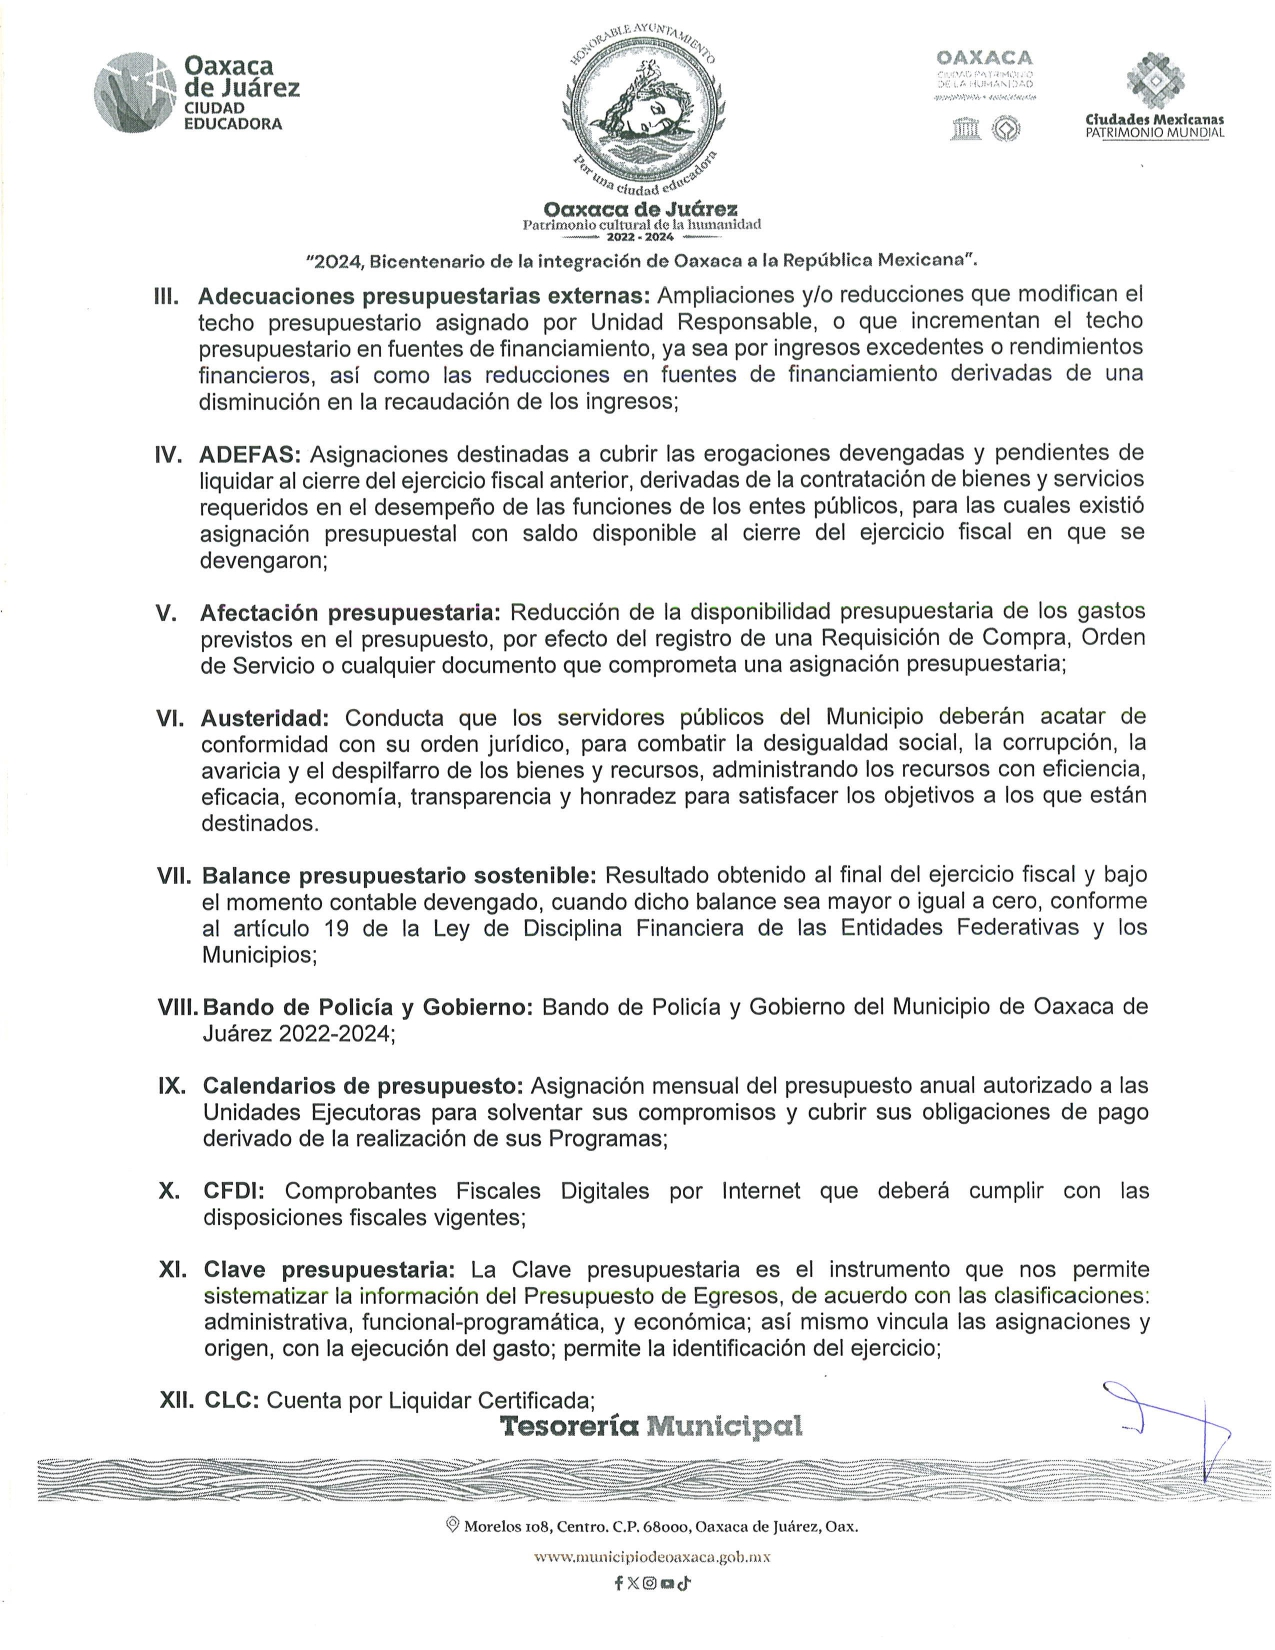 Oaxaca
de Juárez
CIUDAD
EDUCADORA
HONORABLE AYUNTAMIENTO
Por una ciudad educadora
Oaxaca de Juárez
Patrimonio cultural de la humanidad
2022 - 2024
OAXACA
CIUDAD PATRIMONIO
DE LA HUMANIDAD
Ciudades Mexicanas
PATRIMONIO MUNDIAL
"2024, Bicentenario de la integración de Oaxaca a la República Mexicana".
III. Adecuaciones presupuestarias externas: Ampliaciones y/o reducciones que modifican el
techo presupuestario asignado por Unidad Responsable, o que incrementan el techo
presupuestario en fuentes de financiamiento, ya sea por ingresos excedentes o rendimientos
financieros, así como las reducciones en fuentes de financiamiento derivadas de una
disminución en la recaudación de los ingresos;
IV. ADEFAS: Asignaciones destinadas a cubrir las erogaciones devengadas y pendientes de
liquidar al cierre del ejercicio fiscal anterior, derivadas de la contratación de bienes y servicios
requeridos en el desempeño de las funciones de los entes públicos, para las cuales existió
asignación presupuestal con saldo disponible al cierre del ejercicio fiscal en que se
devengaron;
V. Afectación presupuestaria: Reducción de la disponibilidad presupuestaria de los gastos
previstos en el presupuesto, por efecto del registro de una Requisición de Compra, Orden
de Servicio o cualquier documento que comprometa una asignación presupuestaria;
VI. Austeridad: Conducta que los servidores públicos del Municipio deberán acatar de
conformidad con su orden jurídico, para combatir la desigualdad social, la corrupción, la
avaricia y el despilfarro de los bienes y recursos, administrando los recursos con eficiencia,
eficacia, economía, transparencia y honradez para satisfacer los objetivos a los que están
destinados.
VII. Balance presupuestario sostenible: Resultado obtenido al final del ejercicio fiscal y bajo
el momento contable devengado, cuando dicho balance sea mayor o igual a cero, conforme
al artículo 19 de la Ley de Disciplina Financiera de las Entidades Federativas y los
Municipios;
VIII. Bando de Policía y Gobierno: Bando de Policía y Gobierno del Municipio de Oaxaca de
Juárez 2022-2024;
IX. Calendarios de presupuesto: Asignación mensual del presupuesto anual autorizado a las
Unidades Ejecutoras para solventar sus compromisos y cubrir sus obligaciones de pago
derivado de la realización de sus Programas;
X. CFDI: Comprobantes Fiscales Digitales por Internet que deberá cumplir con las
disposiciones fiscales vigentes;
XI. Clave presupuestaria: La Clave presupuestaria es el instrumento que nos permite
sistematizar la información del Presupuesto de Egresos, de acuerdo con las clasificaciones:
administrativa, funcional-programática, y económica; así mismo vincula las asignaciones y
origen, con la ejecución del gasto; permite la identificación del ejercicio;
XII. CLC: Cuenta por Liquidar Certificada;
Tesorería Municipal
Morelos 108, Centro. C.P. 68000, Oaxaca de Juárez, Oax.
www.municipiodeoaxaca.gob.mx